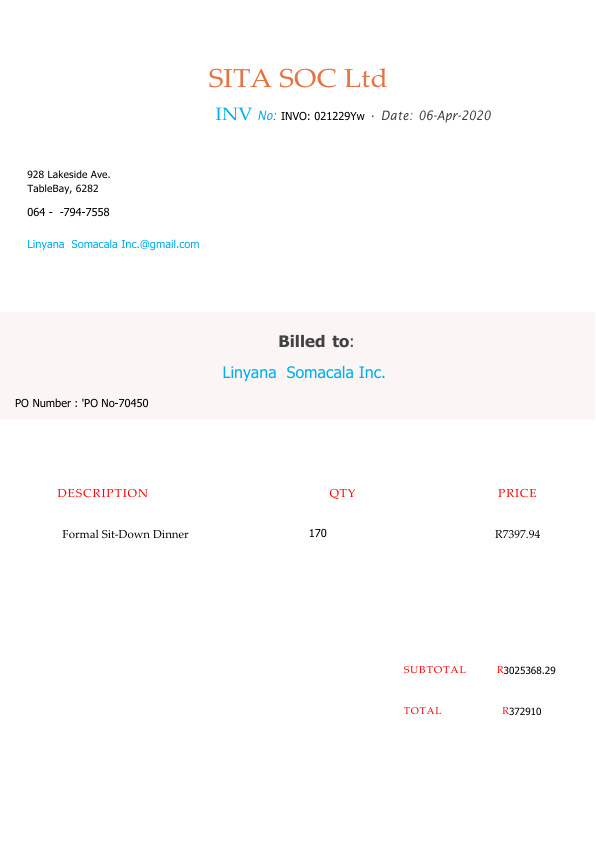 SITA SOC Ltd
INV No: INVO: 021229Yw · Date: 06-Apr-2020
928 Lakeside Ave.
TableBay, 6282
064 - -794-7558
Linyana Somacala Inc.@gmail.com
Billed to:
Linyana Somacala Inc.
PO Number : 'PO No-70450
DESCRIPTION QTY PRICE
Formal Sit-Down Dinner 170 R7397.94
SUBTOTAL R3025368.29
TOTAL R372910